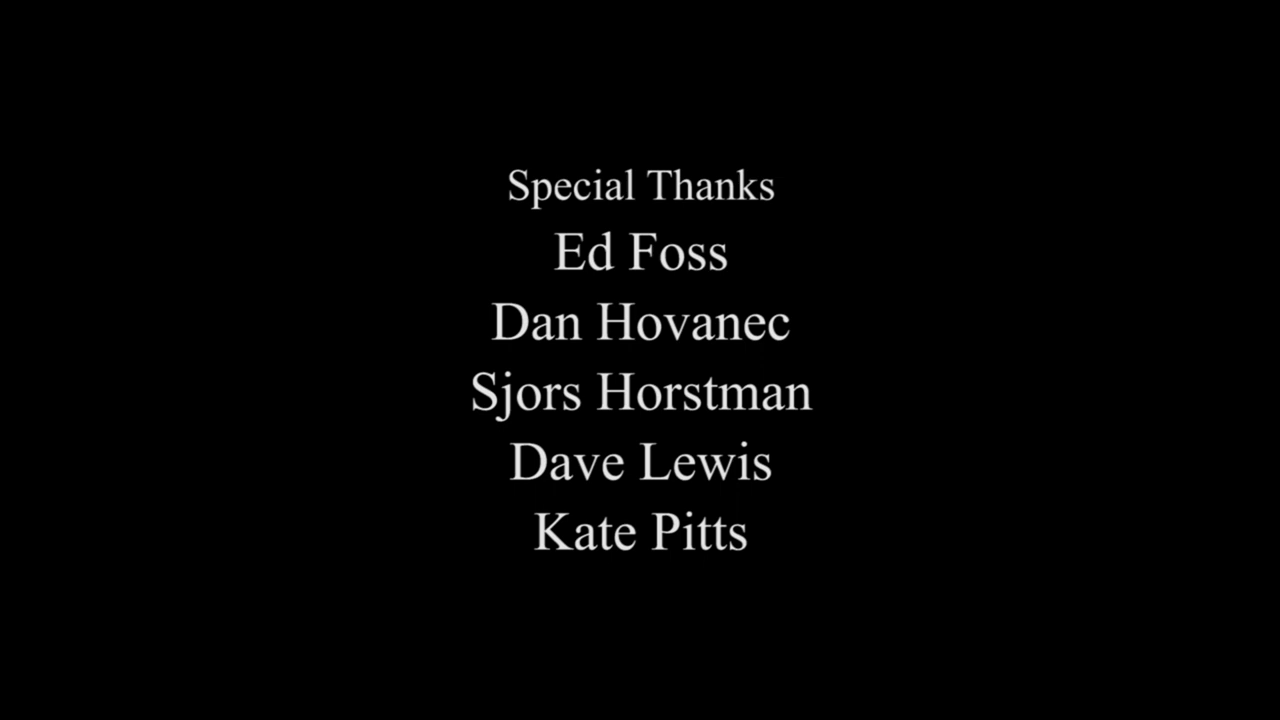 Special Thanks
Ed Foss
Dan Hovanec
Sjors Horstman
Dave Lewis
Kate Pitts